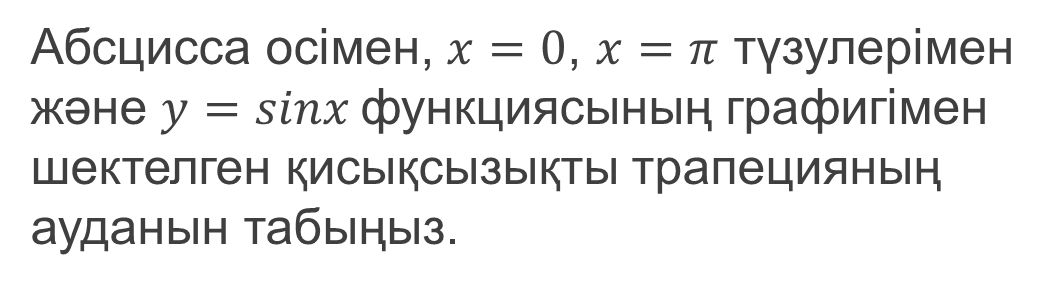 Абсцисса осімен, x = 0, x = π түзулерімен
және y = sinx функциясының графигімен
шектелген қисықсызықты трапецияның
ауданын табыңыз.